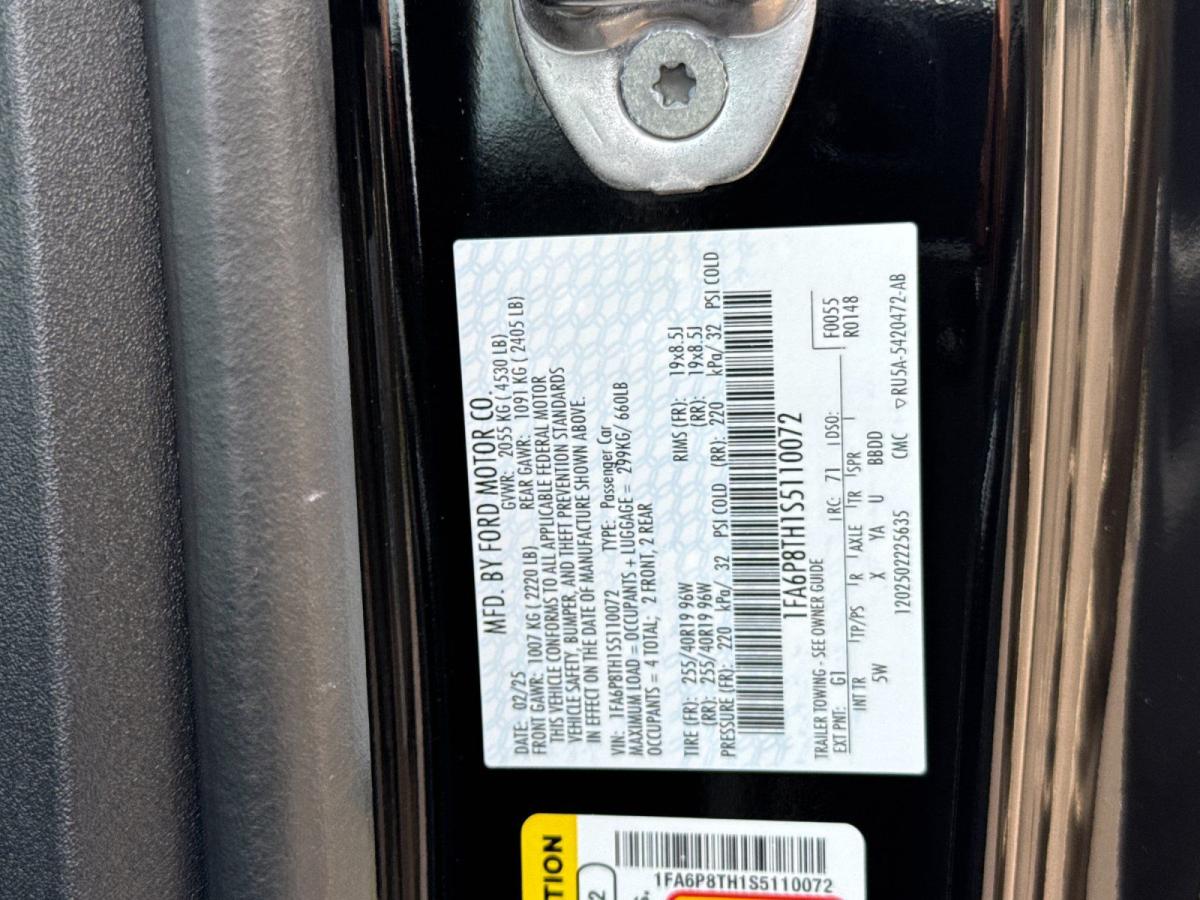 MFD. BY FORD MOTOR CO.
DATE: 02/25 GVWR: 2055 KG ( 4530 LB)
FRONT GAWR: 1007 KG ( 2220 LB) REAR GAWR: 1091 KG ( 2405 LB)
THIS VEHICLE CONFORMS TO ALL APPLICABLE FEDERAL MOTOR
VEHICLE SAFETY, BUMPER, AND THEFT PREVENTION STANDARDS
IN EFFECT ON THE DATE OF MANUFACTURE SHOWN ABOVE.
VIN: 1FA6P8TH1S5110072 TYPE: Passenger Car
MAXIMUM LOAD = OCCUPANTS + LUGGAGE = 299KG/ 660LB
OCCUPANTS = 4 TOTAL; 2 FRONT, 2 REAR
TIRE (FR): 255/40R19 96W RIMS (FR): 19x8.5J
(RR): 255/40R19 96W (RR): 19x8.5J
PRESSURE (FR): 220 kPa/ 32 PSI COLD (RR): 220 kPa/ 32 PSI COLD
1FA6P8TH1S5110072
TRAILER TOWING - SEE OWNER GUIDE F0055
EXT PNT: G1 RC: 71 DSO: R0148
INT TR TP/PS R AXLE TR SPR
5W X YA U BBDD
12025022225635 CMC RU5A-5420472-AB
TION
2
1FA6P8TH1S5110072